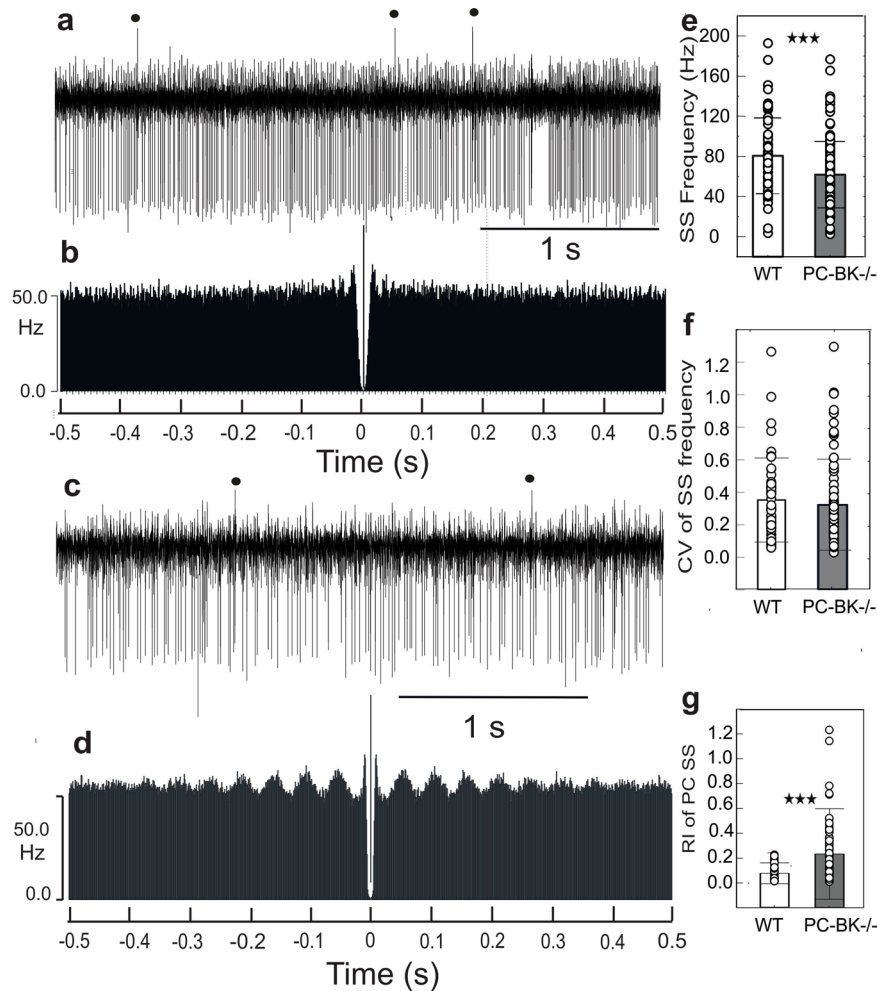 a
1 s
b
50.0
Hz
0.0
-0.5 -0.4 -0.3 -0.2 -0.1 0 0.1 0.2 0.3 0.4 0.5
Time (s)
c
1 s
d
50.0
Hz
0.0
-0.5 -0.4 -0.3 -0.2 -0.1 0 0.1 0.2 0.3 0.4 0.5
Time (s)
e
SS Frequency (Hz)
200
160
120
80
40
0
★★★
WT PC-BK-/-
f
CV of SS frequency
1.2
1.0
0.8
0.6
0.4
0.2
0.0
WT PC-BK-/-
g
RI of PC SS
1.2
1.0
0.8
0.6
0.4
0.2
0.0
★★★
WT PC-BK-/-